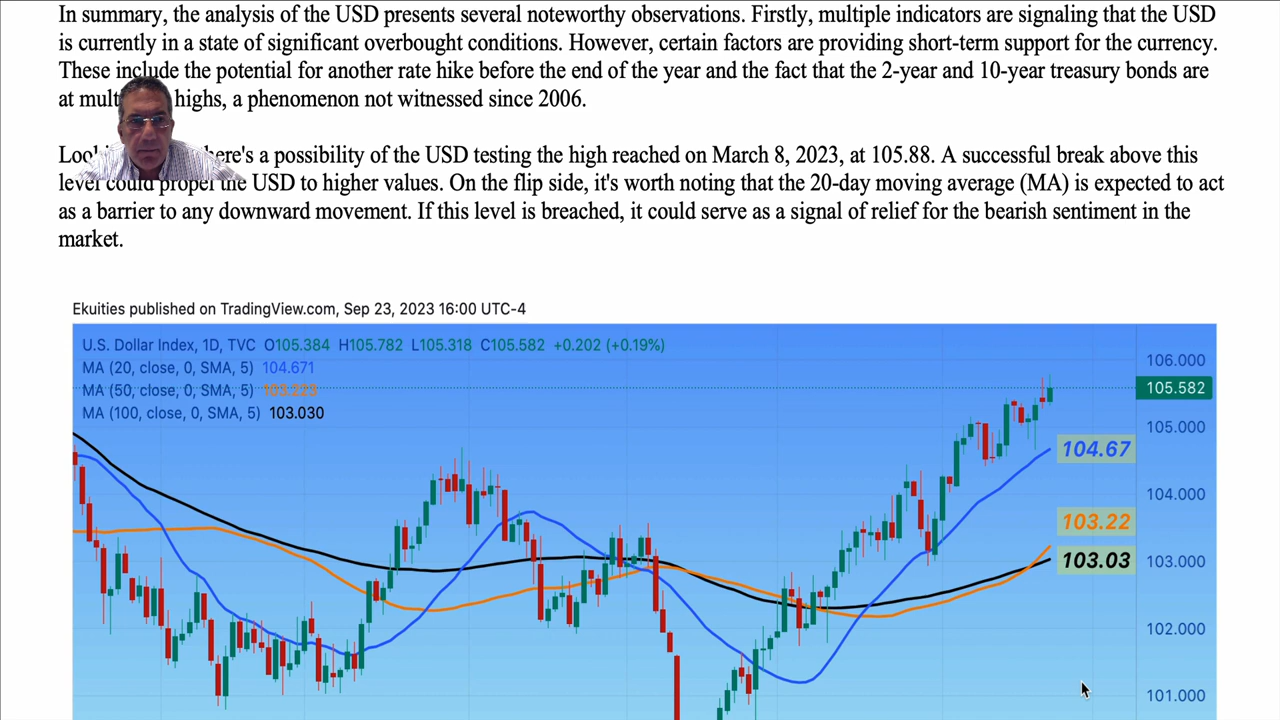 In summary, the analysis of the USD presents several noteworthy observations. Firstly, multiple indicators are signaling that the USD
is currently in a state of significant overbought conditions. However, certain factors are providing short-term support for the currency.
These include the potential for another rate hike before the end of the year and the fact that the 2-year and 10-year treasury bonds are
at highs, a phenomenon not witnessed since 2006.
a possibility of the USD testing the high reached on March 8, 2023, at 105.88. A successful break above this
level could propel the USD to higher values. On the flip side, it's worth noting that the 20-day moving average (MA) is expected to act
as a barrier to any downward movement. If this level is breached, it could serve as a signal of relief for the bearish sentiment in the
market.
Ekuities published on TradingView.com, Sep 23, 2023 16:00 UTC-4
U.S. Dollar Index, 1D, TVC O105.384 H105.782 L105.318 C105.582 +0.202 (+0.19%)
MA (20, close, 0, SMA, 5) 104.671
MA (50, close, 0, SMA, 5) 103.223
MA (100, close, 0, SMA, 5) 103.030
106.000
105.582
105.000
104.67
104.000
103.22
103.000
103.03
102.000
101.000